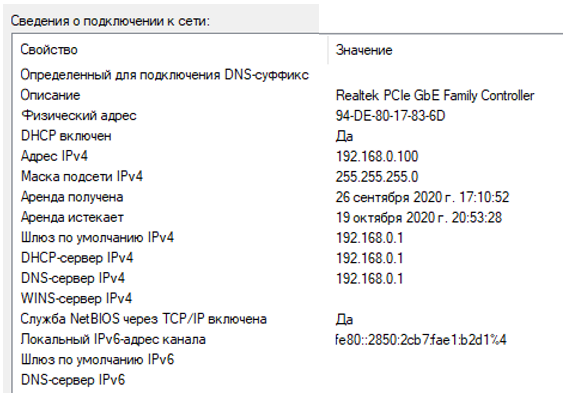 Сведения о подключении к сети:
Свойство Значение
Определенный для подключения DNS-суффикс
Описание Realtek PCIe GbE Family Controller
Физический адрес 94-DE-80-17-83-6D
DHCP включен Да
Адрес IPv4 192.168.0.100
Маска подсети IPv4 255.255.255.0
Аренда получена 26 сентября 2020 г. 17:10:52
Аренда истекает 19 октября 2020 г. 20:53:28
Шлюз по умолчанию IPv4 192.168.0.1
DHCP-сервер IPv4 192.168.0.1
DNS-сервер IPv4 192.168.0.1
WINS-сервер IPv4
Служба NetBIOS через TCP/IP включена Да
Локальный IPv6-адрес канала fe80::2850:2cb7:fae1:b2d1%4
Шлюз по умолчанию IPv6
DNS-сервер IPv6